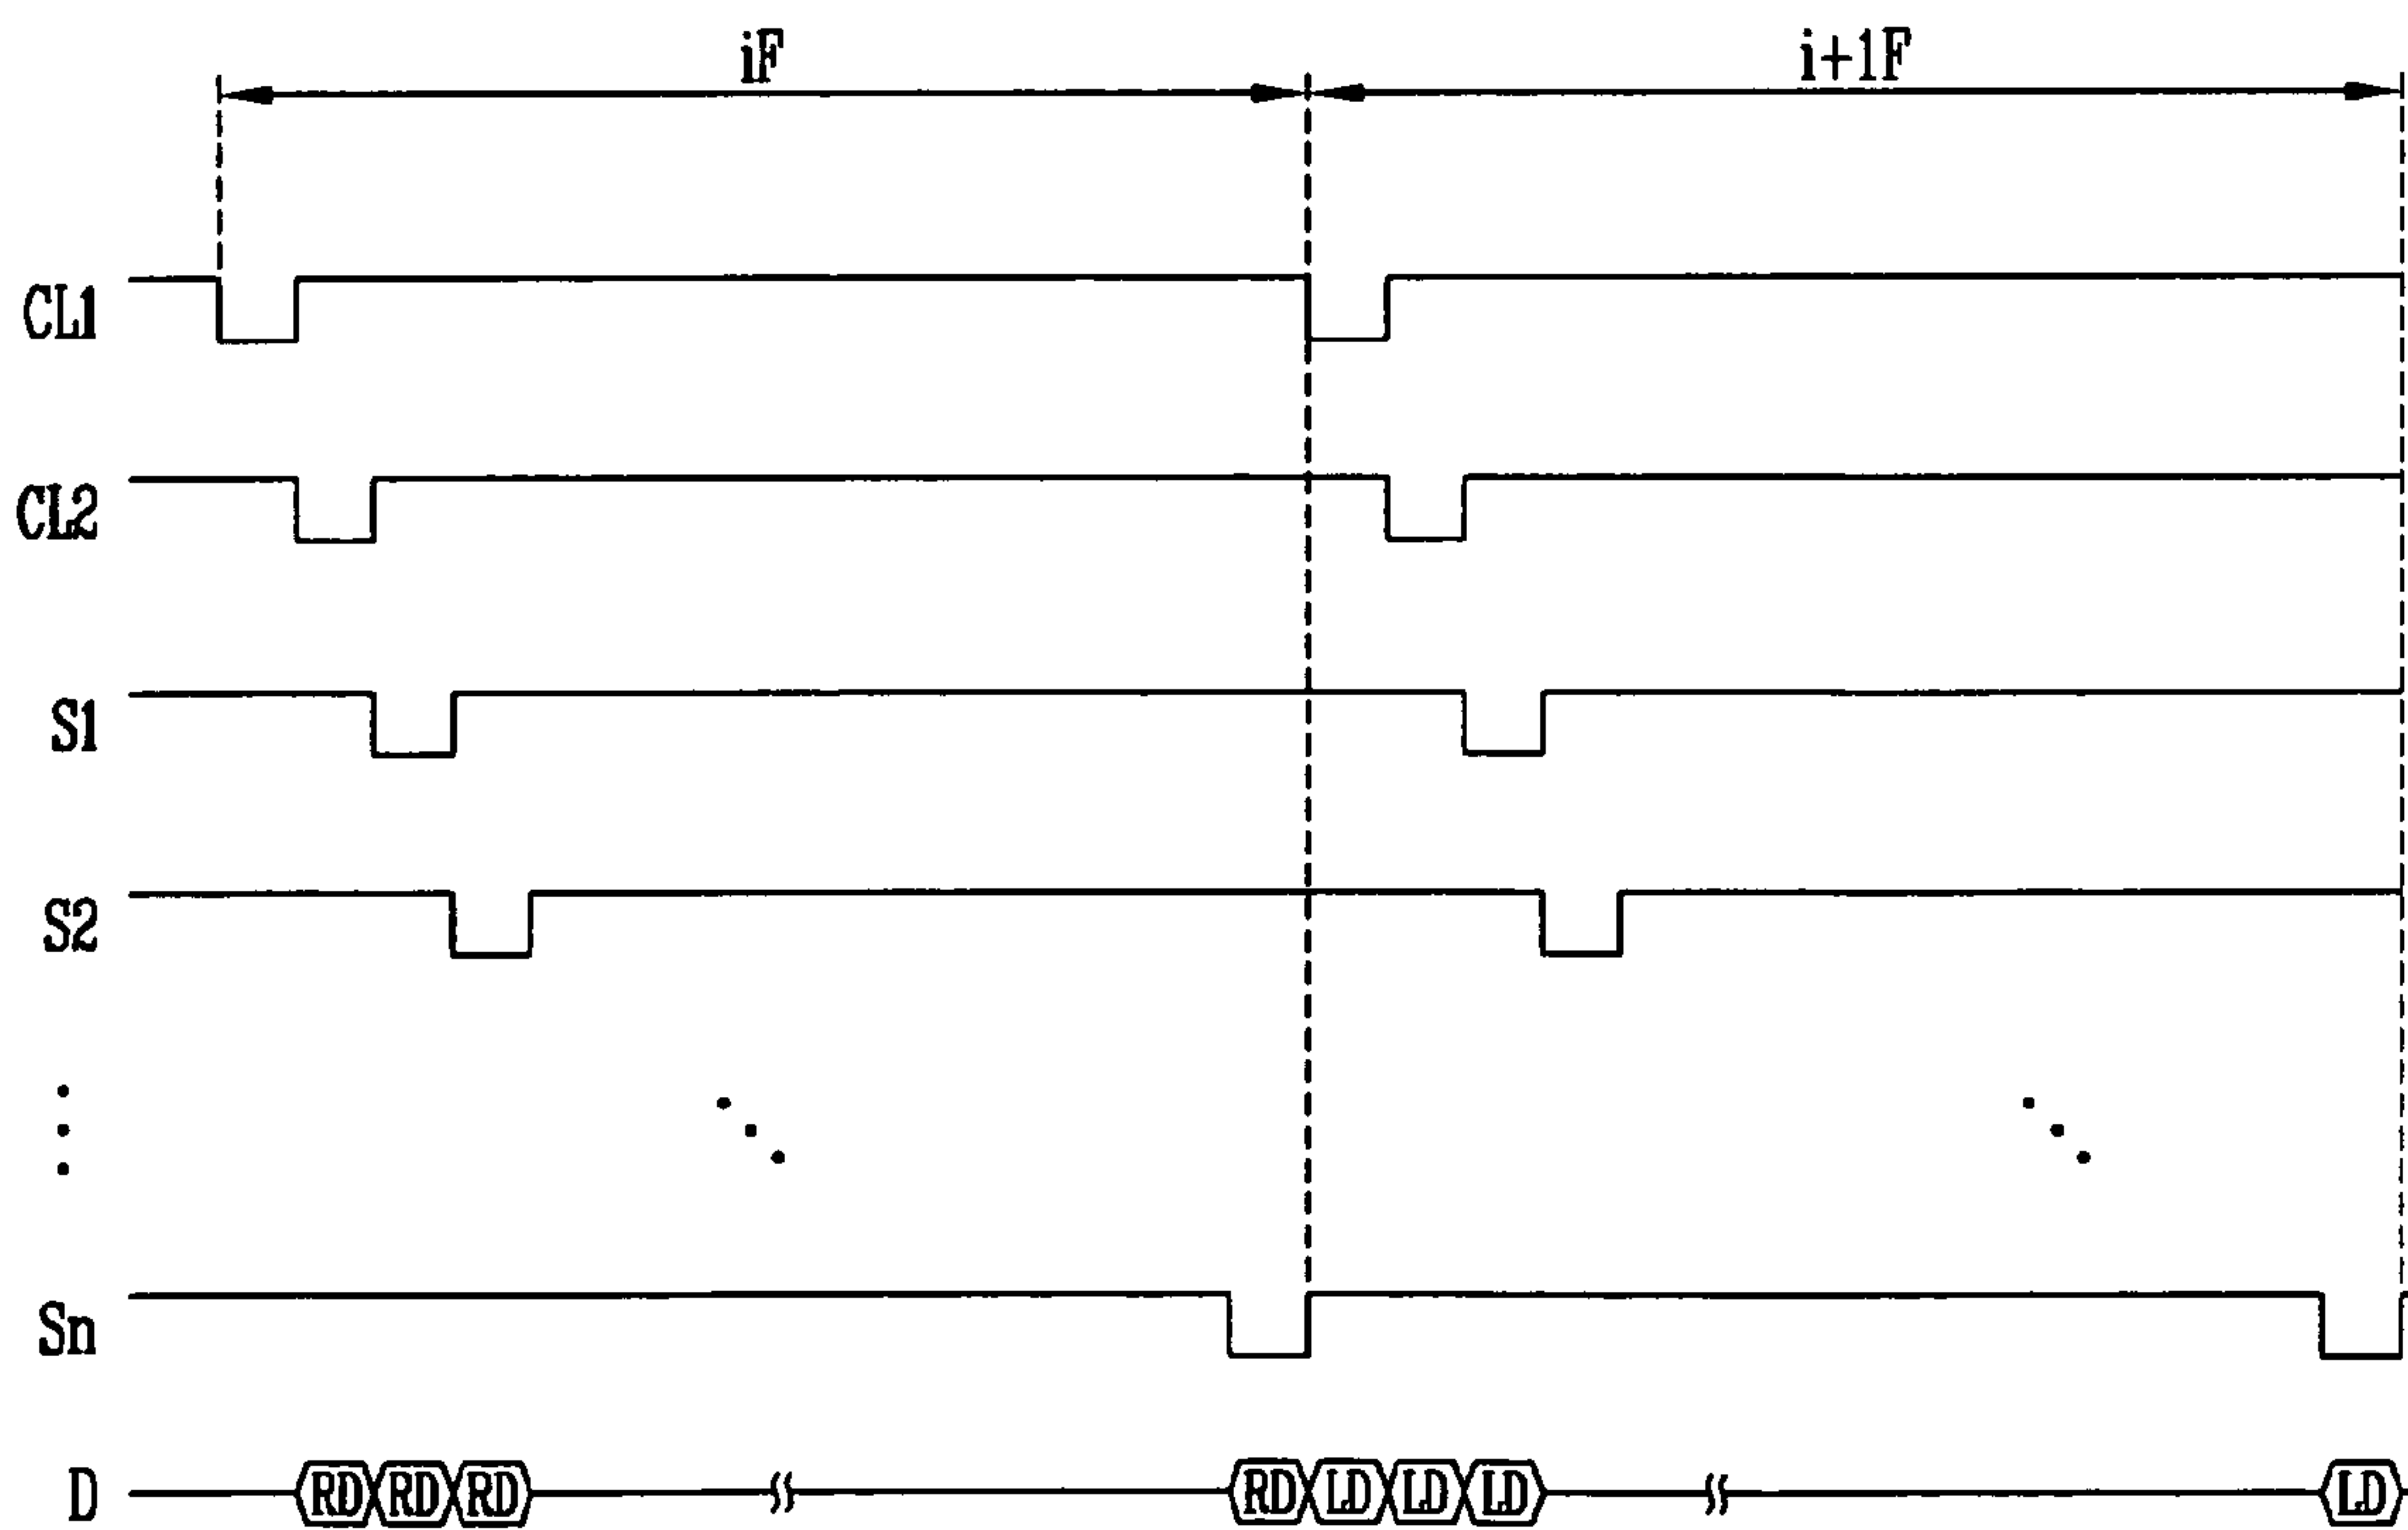 iF i+1F
CL1
CL2
S1
S2
Sn
D RD RD RD RD LD LD LD LD